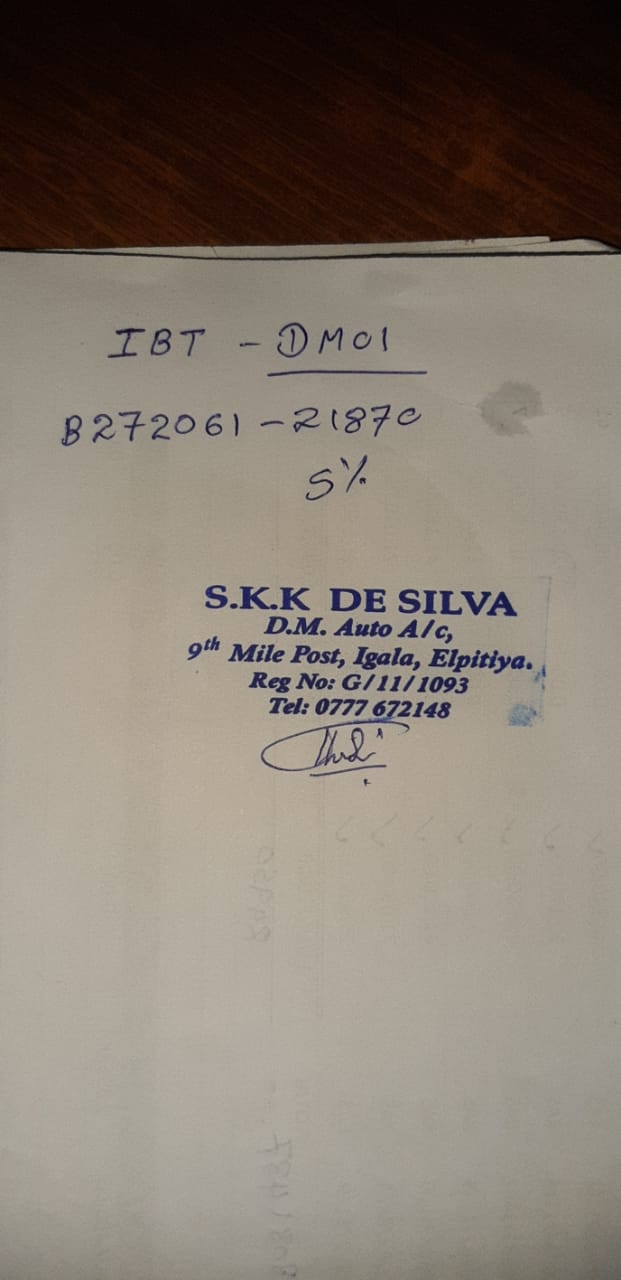 IBT - DM01
B272061 - 21870
5%
S.K.K DE SILVA
D.M. Auto A/c,
9th Mile Post, Igala, Elpitiya.
Reg No: G/11/1093
Tel: 0777 672148